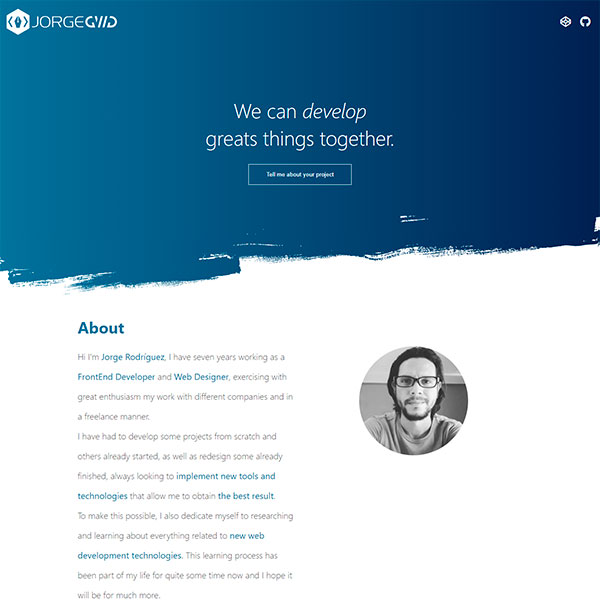 JORGEGWD
We can develop
greats things together.
Tell me about your project
About
Hi I'm Jorge Rodríguez, I have seven years working as a
FrontEnd Developer and Web Designer, exercising with
great enthusiasm my work with different companies and in
a freelance manner.
I have had to develop some projects from scratch and
others already started, as well as redesign some already
finished, always looking to implement new tools and
technologies that allow me to obtain the best result.
To make this possible, I also dedicate myself to researching
and learning about everything related to new web
development technologies. This learning process has
been part of my life for quite some time now and I hope it
will be for much more.